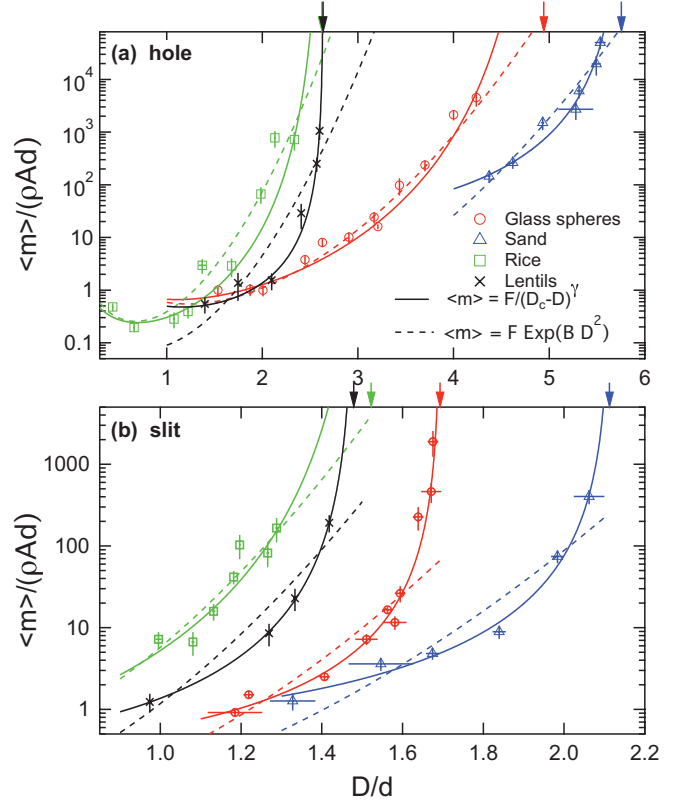 (a) hole
<m>/(ρAd)
10⁴
10³
10²
10
1
0.1
Glass spheres
Sand
Rice
Lentils
<m> = F/(D_c-D)^γ
<m> = F Exp(B D²)
1 2 3 4 5 6
(b) slit
<m>/(ρAd)
1000
100
10
1
1.0 1.2 1.4 1.6 1.8 2.0 2.2
D/d